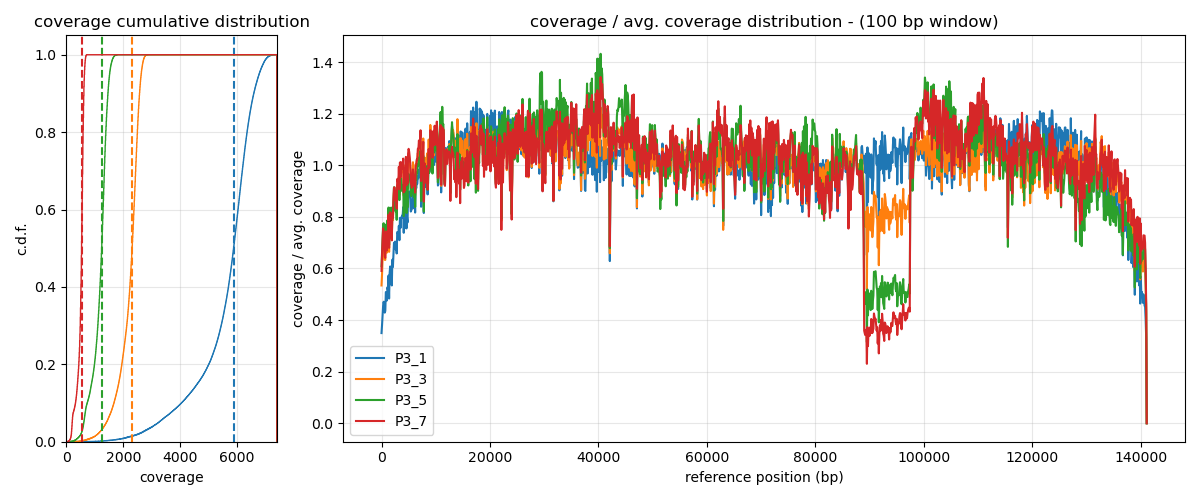 coverage cumulative distribution
1.0
0.8
0.6
0.4
0.2
0.0
c.d.f.
0 2000 4000 6000
coverage
coverage / avg. coverage distribution - (100 bp window)
1.4
1.2
1.0
0.8
0.6
0.4
0.2
0.0
coverage / avg. coverage
P3_1
P3_3
P3_5
P3_7
0 20000 40000 60000 80000 100000 120000 140000
reference position (bp)